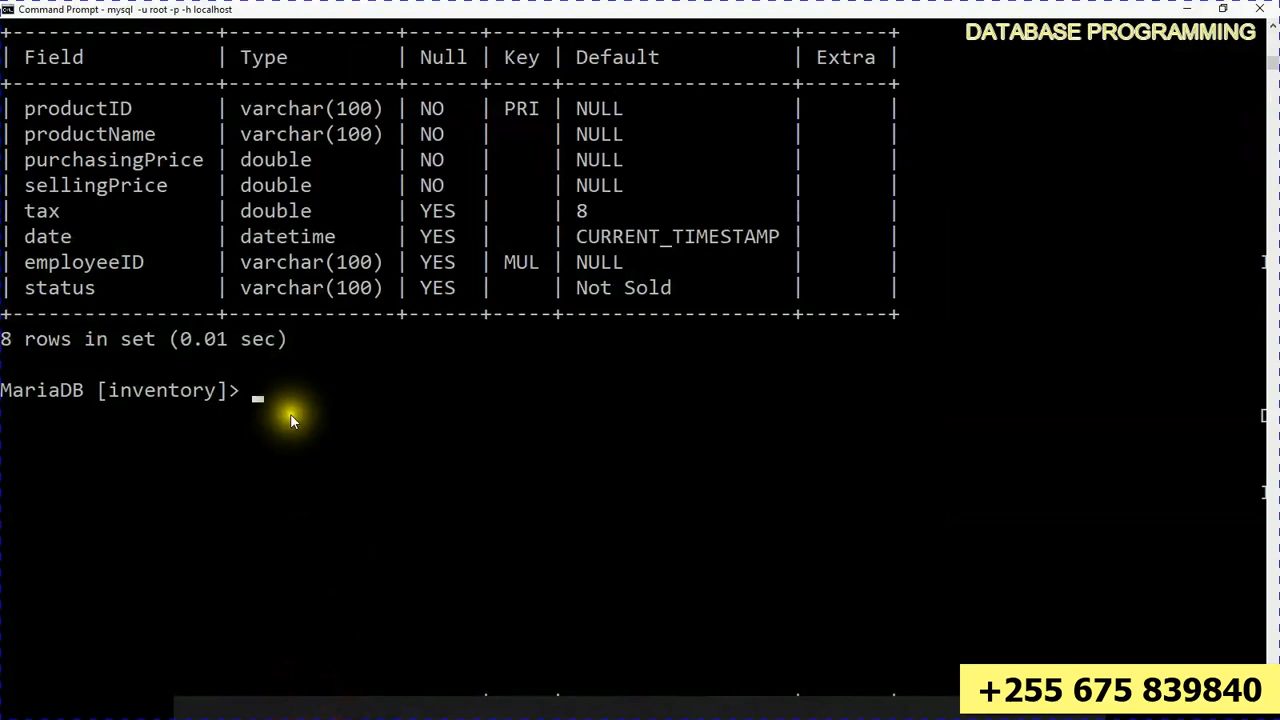 Command Prompt - mysql -u root -p -h localhost
DATABASE PROGRAMMING
+------------------+--------------+------+-----+-------------------+-------+
| Field            | Type         | Null | Key | Default           | Extra |
+------------------+--------------+------+-----+-------------------+-------+
| productID        | varchar(100) | NO   | PRI | NULL              |       |
| productName      | varchar(100) | NO   |     | NULL              |       |
| purchasingPrice  | double       | NO   |     | NULL              |       |
| sellingPrice     | double       | NO   |     | NULL              |       |
| tax              | double       | YES  |     | 8                 |       |
| date             | datetime     | YES  |     | CURRENT_TIMESTAMP |       |
| employeeID       | varchar(100) | YES  | MUL | NULL              |       |
| status           | varchar(100) | YES  |     | Not Sold          |       |
+------------------+--------------+------+-----+-------------------+-------+
8 rows in set (0.01 sec)
MariaDB [inventory]> _
+255 675 839840